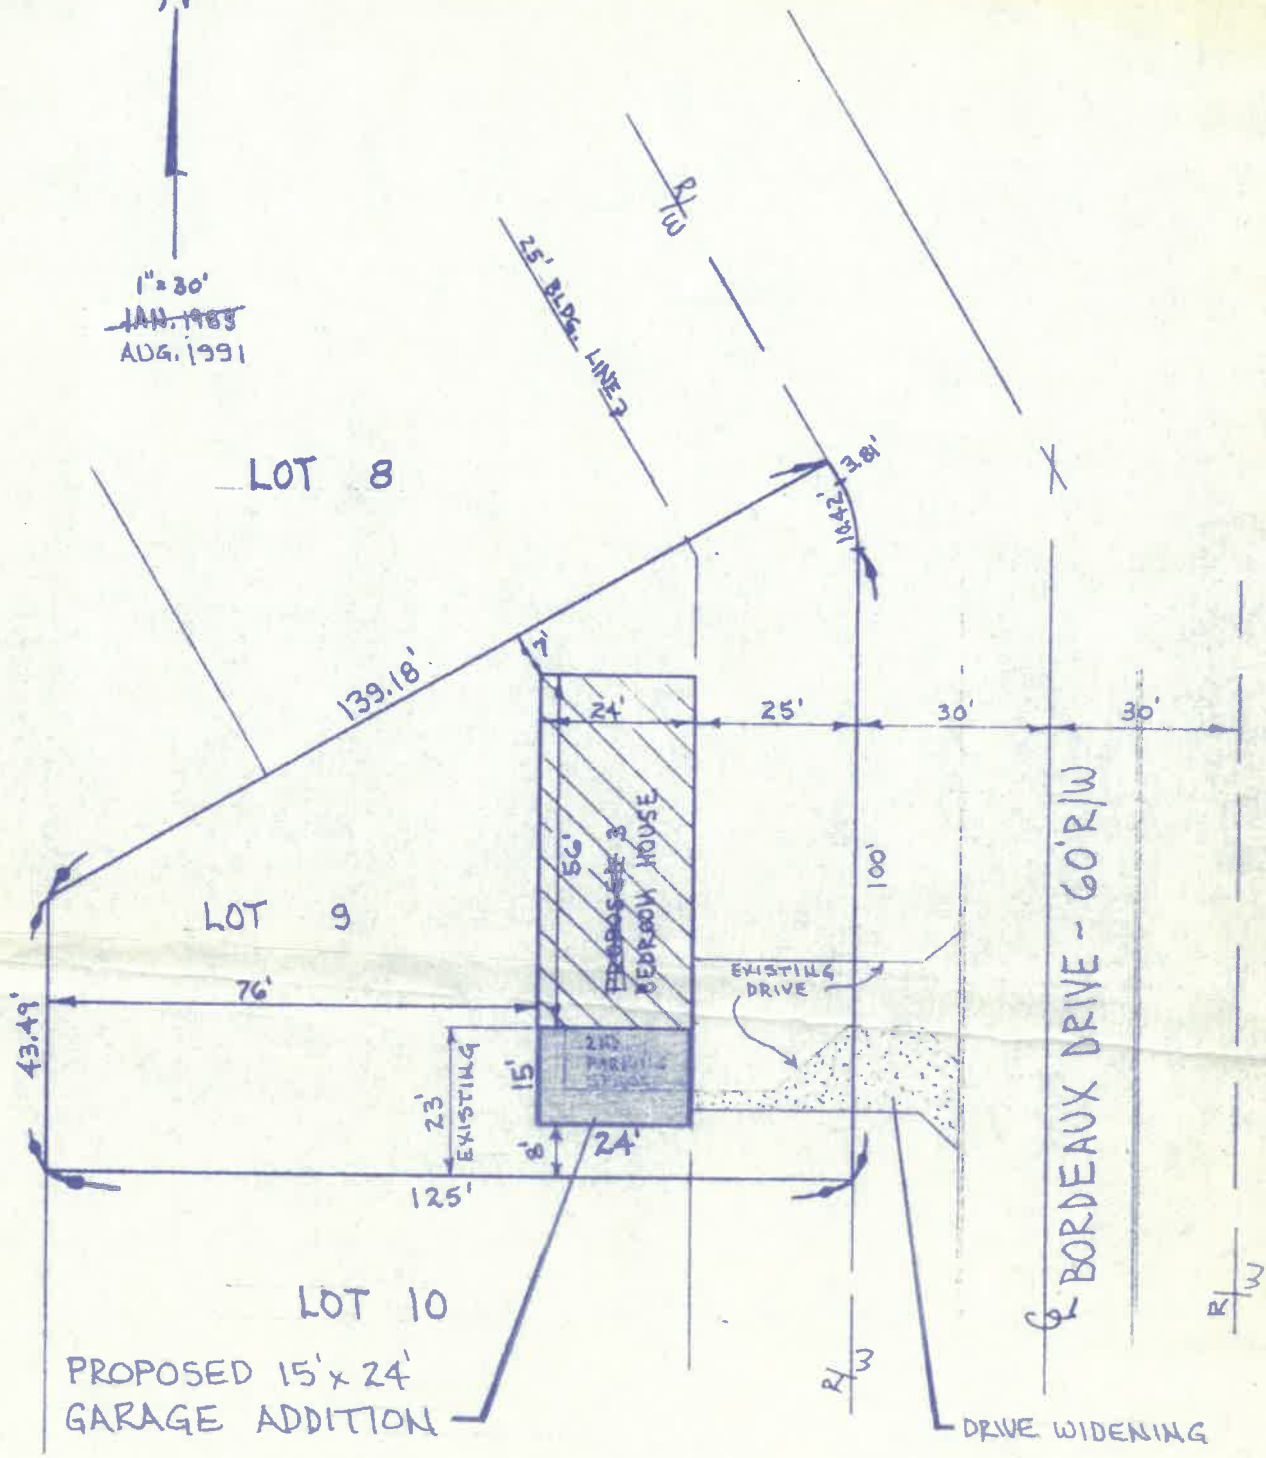 N
1"=30'
JAN. 1988
AUG. 1991
R/W
25' BLDG. LINE
LOT 8
3.81'
16.42'
7'
139.18'
24'
25'
30'
30'
56'
PROPOSED 3
BEDROOM HOUSE
100'
LOT 9
EXISTING
DRIVE
76'
43.49'
2ND
PARKING
SPACE
15'
23'
EXISTING
8'
24'
125'
BORDEAUX DRIVE - 60' R/W
R/W
LOT 10
PROPOSED 15' x 24'
GARAGE ADDITION
R/W
DRIVE WIDENING